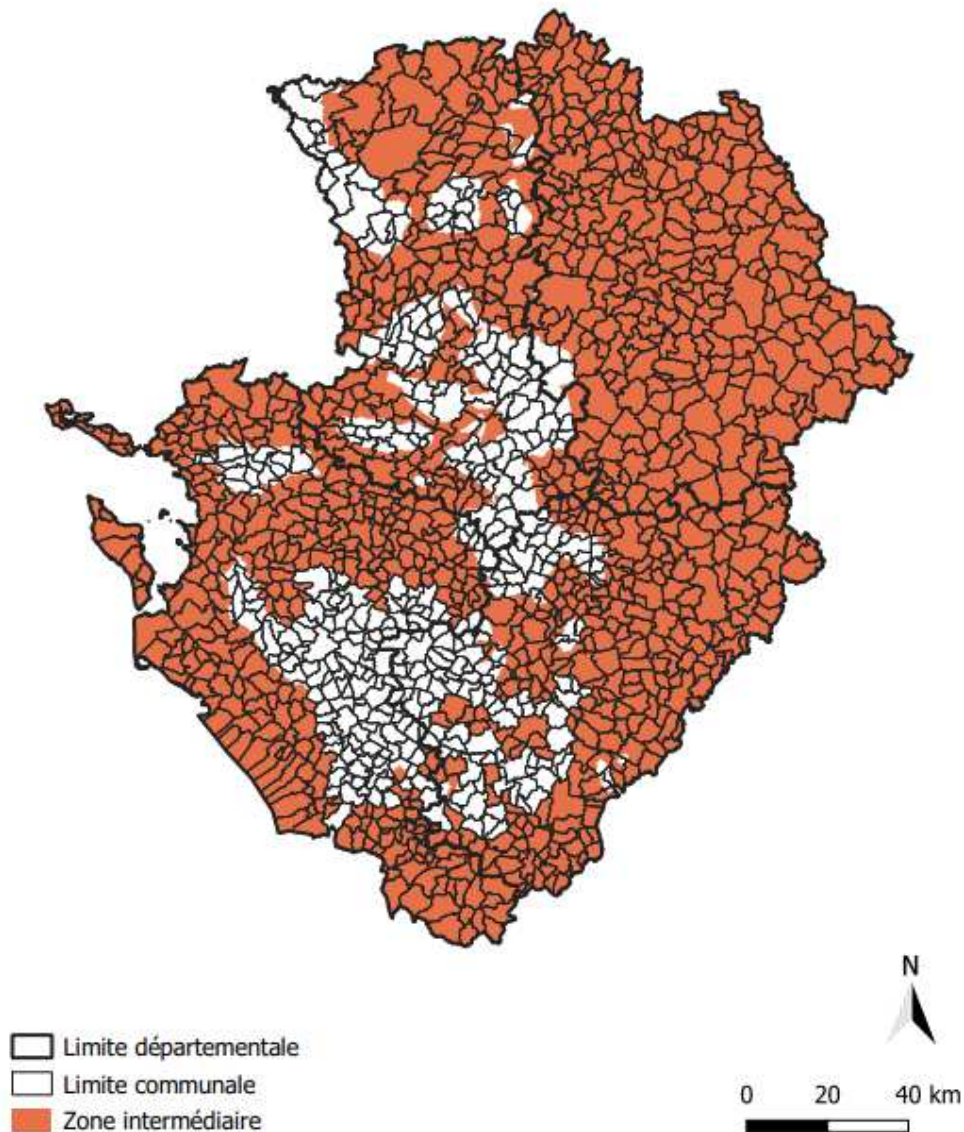 N
Limite départementale
Limite communale
Zone intermédiaire
0 20 40 km